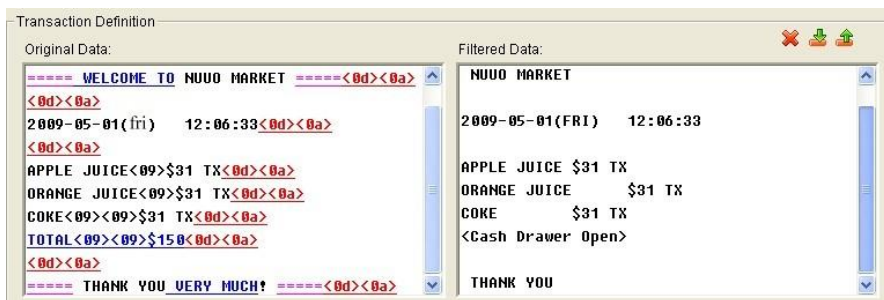 Transaction Definition
Original Data:
===== WELCOME TO NUUO MARKET =====<0d><0a>
<0d><0a>
2009-05-01(fri) 12:06:33<0d><0a>
<0d><0a>
APPLE JUICE<09>$31 TX<0d><0a>
ORANGE JUICE<09>$31 TX<0d><0a>
COKE<09><09>$31 TX<0d><0a>
TOTAL<09><09>$150<0d><0a>
<0d><0a>
===== THANK YOU VERY MUCH! =====<0d><0a>
Filtered Data:
NUUO MARKET
2009-05-01(FRI) 12:06:33
APPLE JUICE $31 TX
ORANGE JUICE $31 TX
COKE $31 TX
<Cash Drawer Open>
THANK YOU